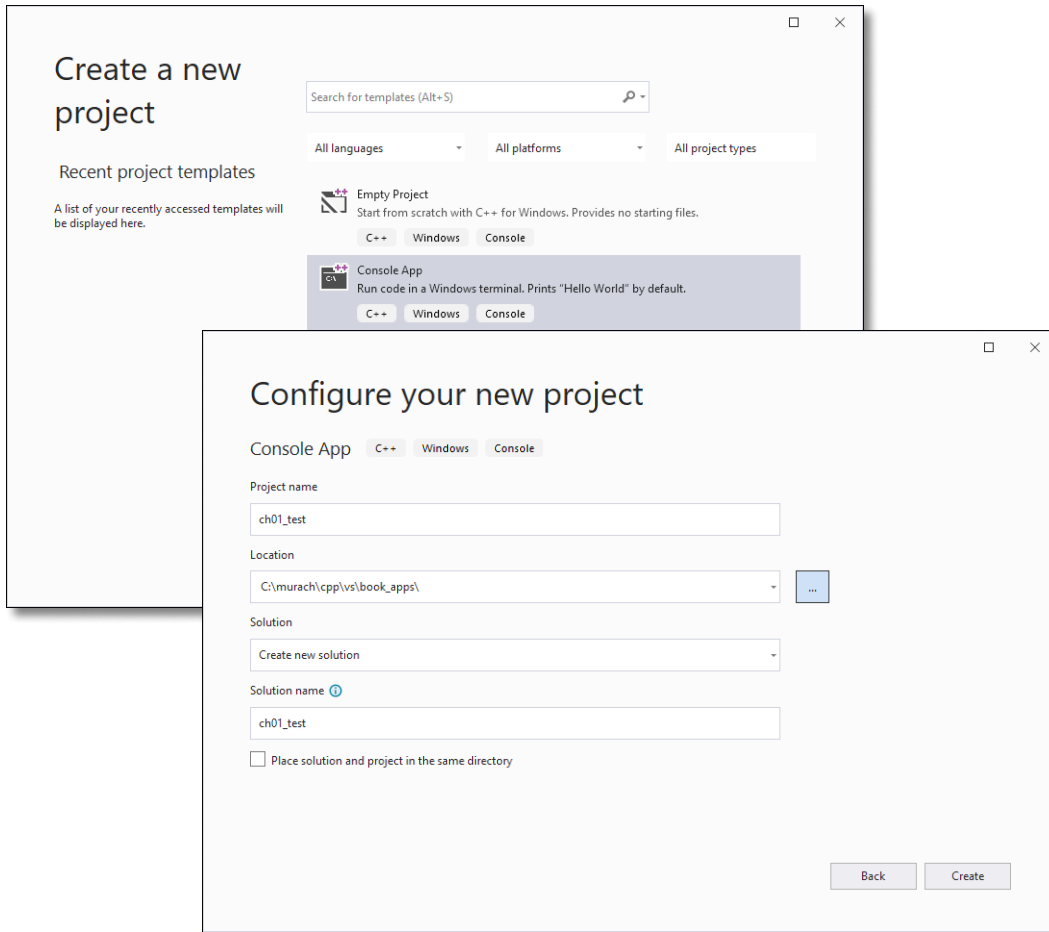 Create a new
project
Recent project templates
A list of your recently accessed templates will
be displayed here.
Search for templates (Alt+S)
All languages
All platforms
All project types
Empty Project
Start from scratch with C++ for Windows. Provides no starting files.
C++ Windows Console
C:\
Console App
Run code in a Windows terminal. Prints "Hello World" by default.
C++ Windows Console
Configure your new project
Console App C++ Windows Console
Project name
ch01_test
Location
C:\murach\cpp\vs\book_apps\
...
Solution
Create new solution
Solution name
ch01_test
Place solution and project in the same directory
Back
Create